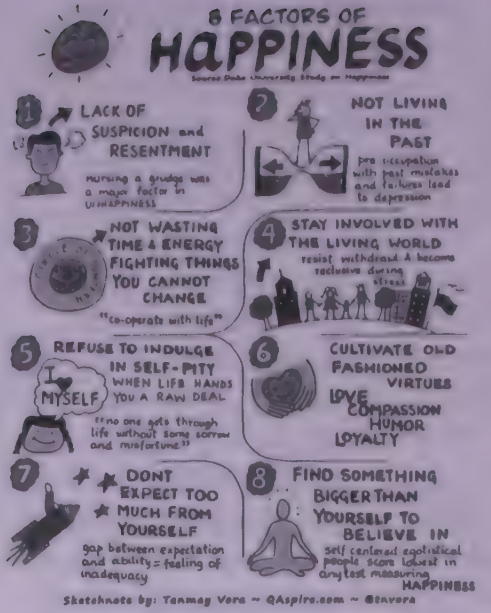 8 FACTORS OF
HAPPINESS
Source: Duke University Study on Happiness
1
LACK OF
SUSPICION and
RESENTMENT
nursing a grudge was
a major factor in
UNHAPPINESS
2
NOT LIVING
IN THE
PAST
pre occupation
with past mistakes
and failures lead
to depression
3
NOT WASTING
TIME & ENERGY
FIGHTING THINGS
YOU CANNOT
CHANGE
"co-operate with life"
4
STAY INVOLVED WITH
THE LIVING WORLD
resist withdrawl & become
reclusive during
stress
5
REFUSE TO INDULGE
IN SELF-PITY
WHEN LIFE HANDS
YOU A RAW DEAL
I
MYSELF
"no one gets through
life without some sorrow
and misfortune"
6
CULTIVATE OLD
FASHIONED
VIRTUES
LOVE
COMPASSION
HUMOR
LOYALTY
7
DONT
EXPECT TOO
MUCH FROM
YOURSELF
gap between expectation
and ability = feeling of
inadequacy
8
FIND SOMETHING
BIGGER THAN
YOURSELF TO
BELIEVE IN
self centered egotistical
people score lowest in
any test measuring
HAPPINESS
Sketchnote by: Tanmay Vora ~ QAspire.com ~ @tnvora